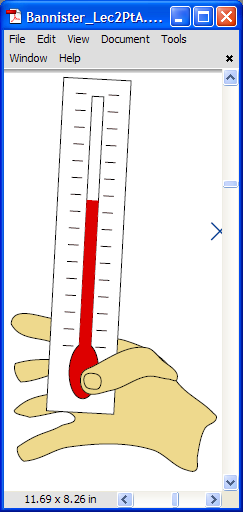 Bannister_Lec2PtA....
File Edit View Document Tools
Window Help
11.69 x 8.26 in